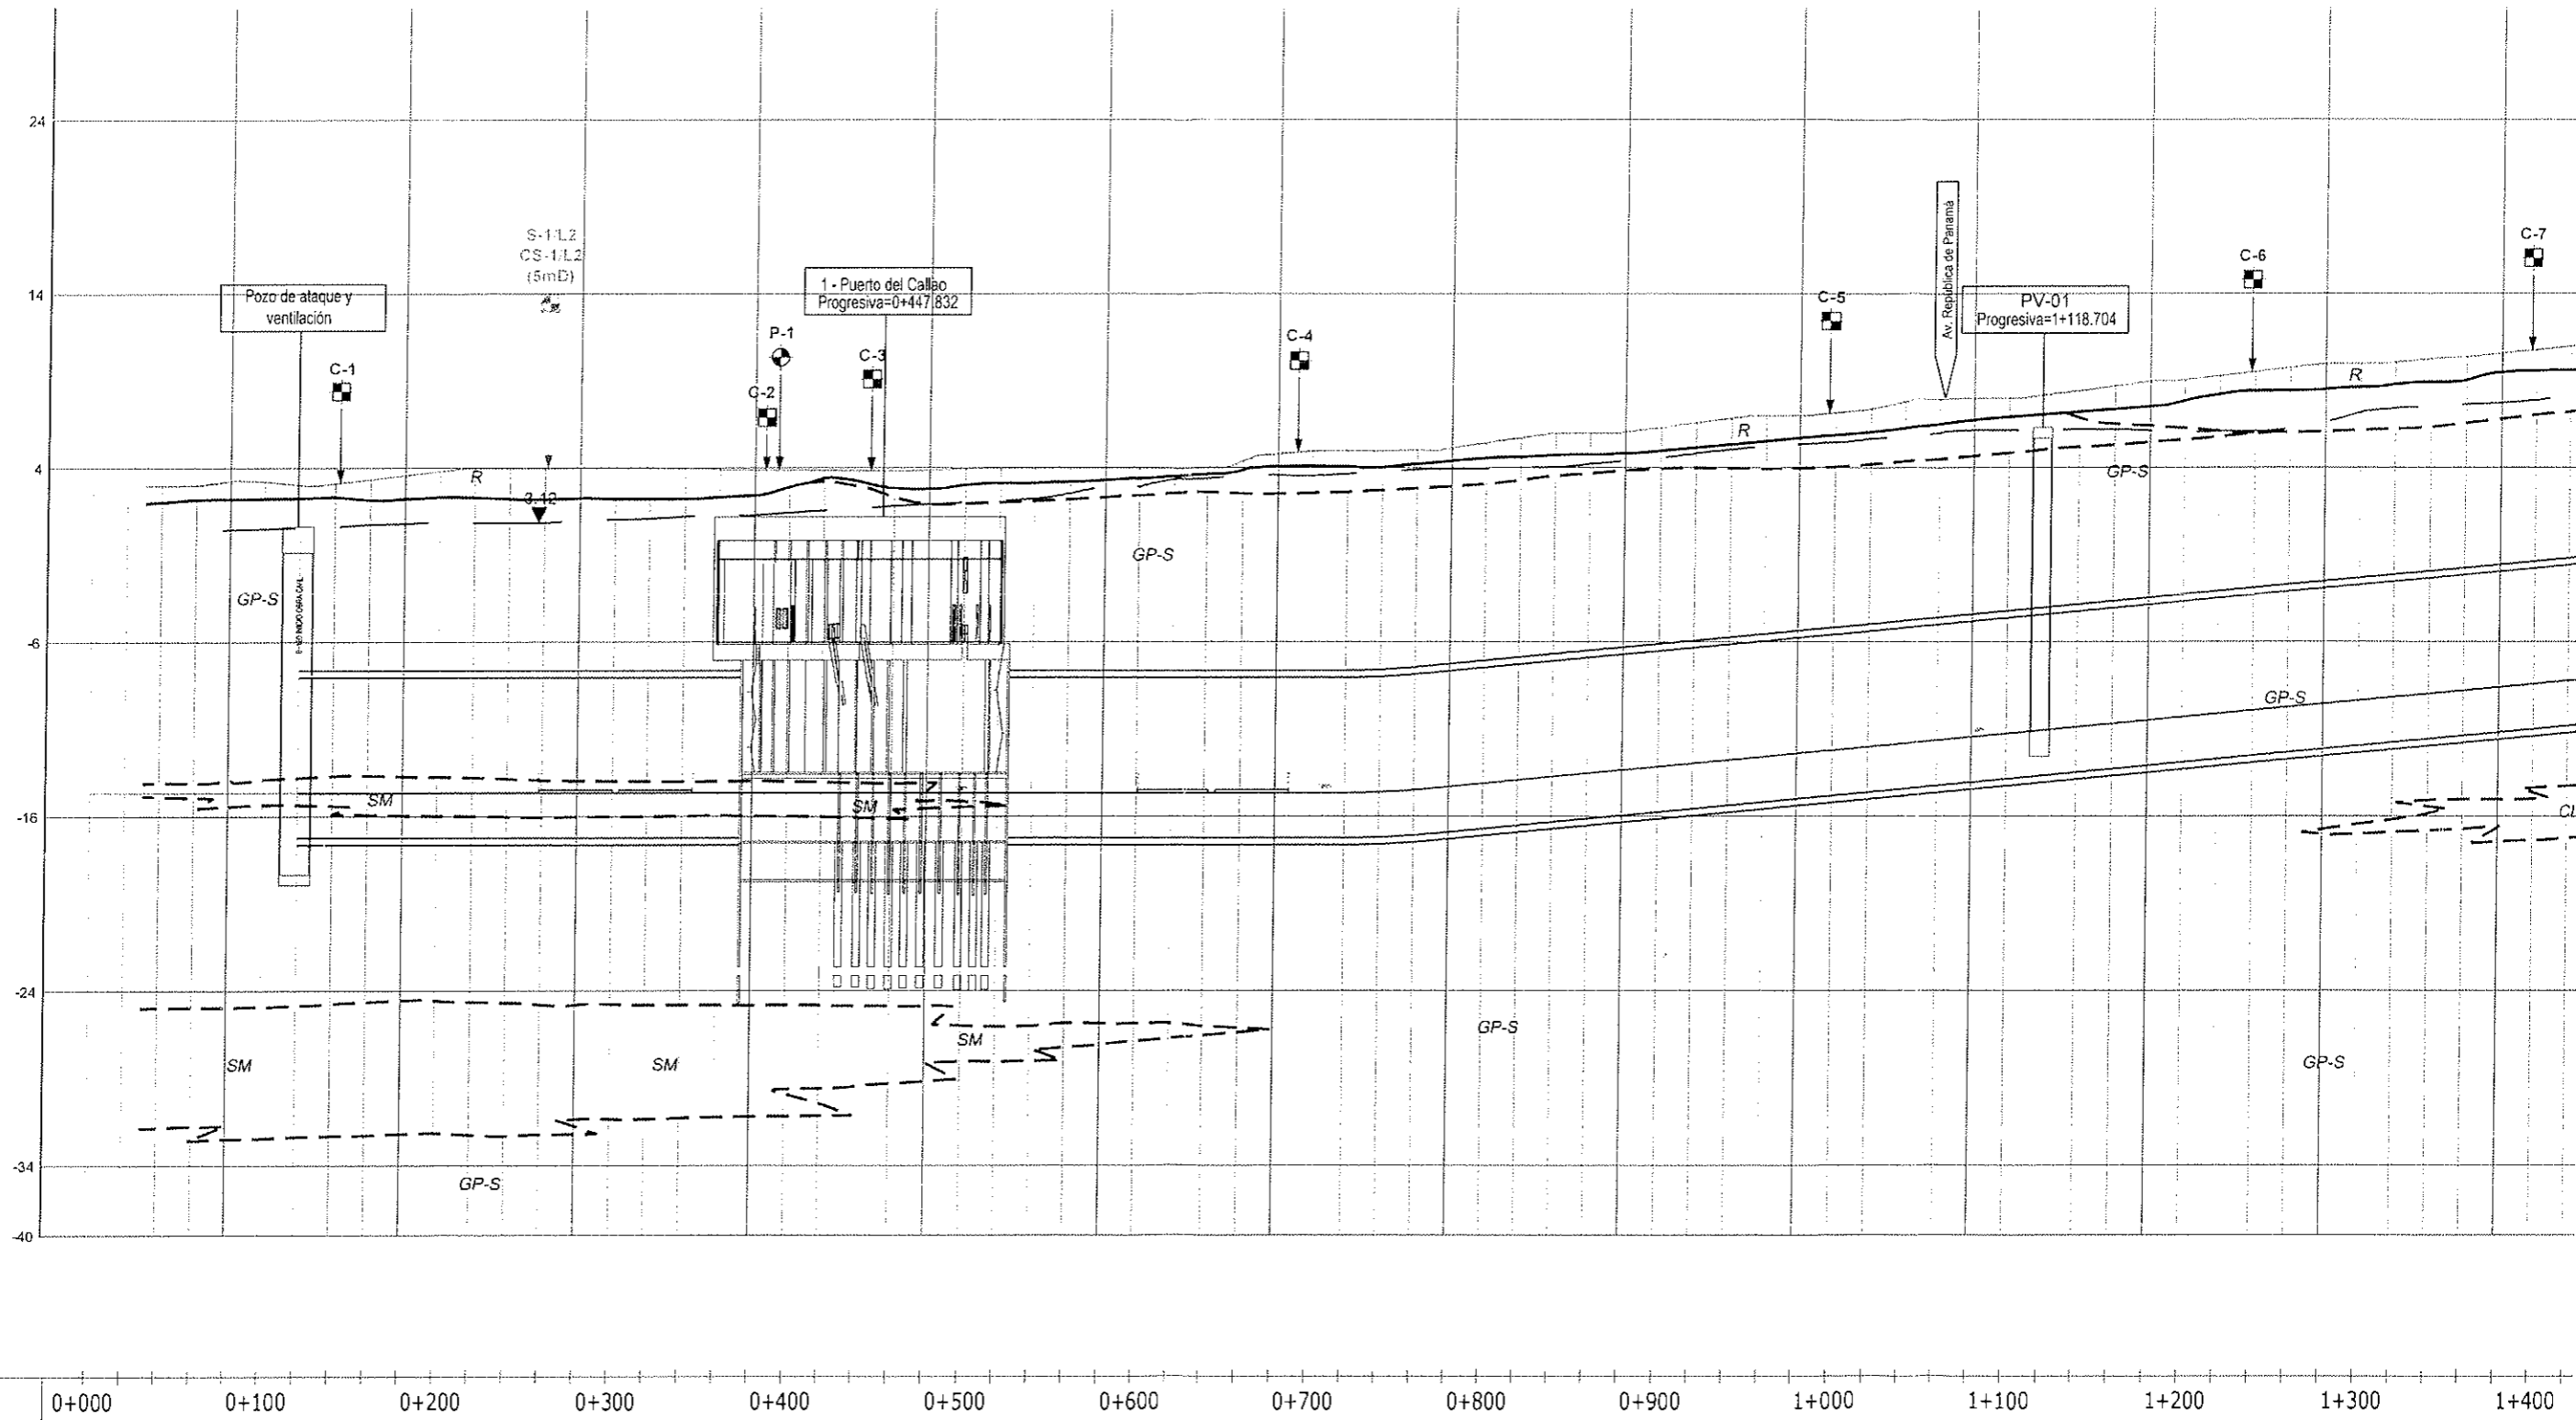 24
14
4
-6
-16
-24
-34
-40
S-1/L2
CS-1/L2
(5mD)
Pozo de ataque y
ventilación
1 - Puerto del Callao
Progresiva=0+447.832
Av. República de Panamá
PV-01
Progresiva=1+118.704
C-1
C-2
P-1
C-3
C-4
C-5
C-6
C-7
R
R
R
3.12
GP-S
GP-S
GP-S
GP-S
SM
SM
SM
SM
SM
GP-S
GP-S
GP-S
0+000
0+100
0+200
0+300
0+400
0+500
0+600
0+700
0+800
0+900
1+000
1+100
1+200
1+300
1+400